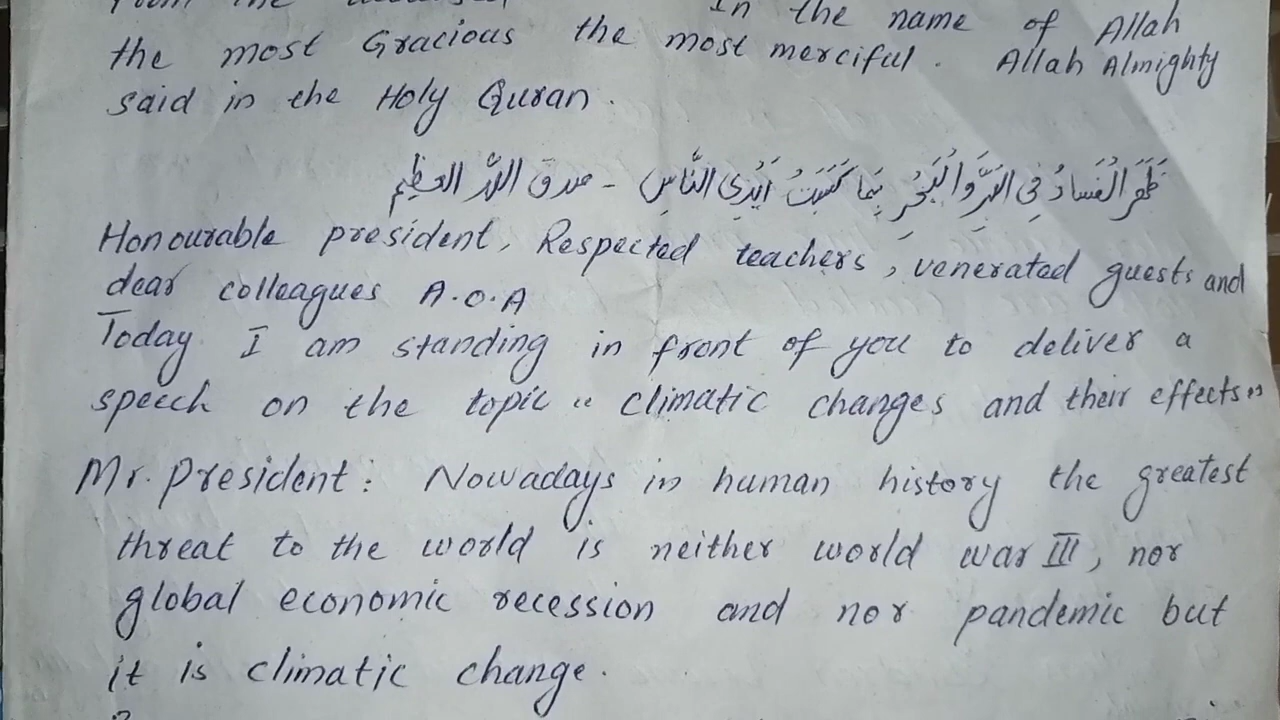 the In the name of Allah
the most Gracious the most merciful. Allah Almighty
said in the Holy Quran.
ظَهَرَ الْفَسَادُ فِی الْبَرِّ وَالْبَحْرِ بِمَا کَسَبَتْ اَیْدِی النَّاسِ - صدق اللہ العظیم
Honourable president, Respected teachers, venerated guests and
dear colleagues A.O.A
Today I am standing in front of you to deliver a
speech on the topic “ climatic changes and their effects”
Mr. president: Nowadays in human history the greatest
threat to the world is neither world war III, nor
global economic recession and nor pandemic but
it is climatic change.